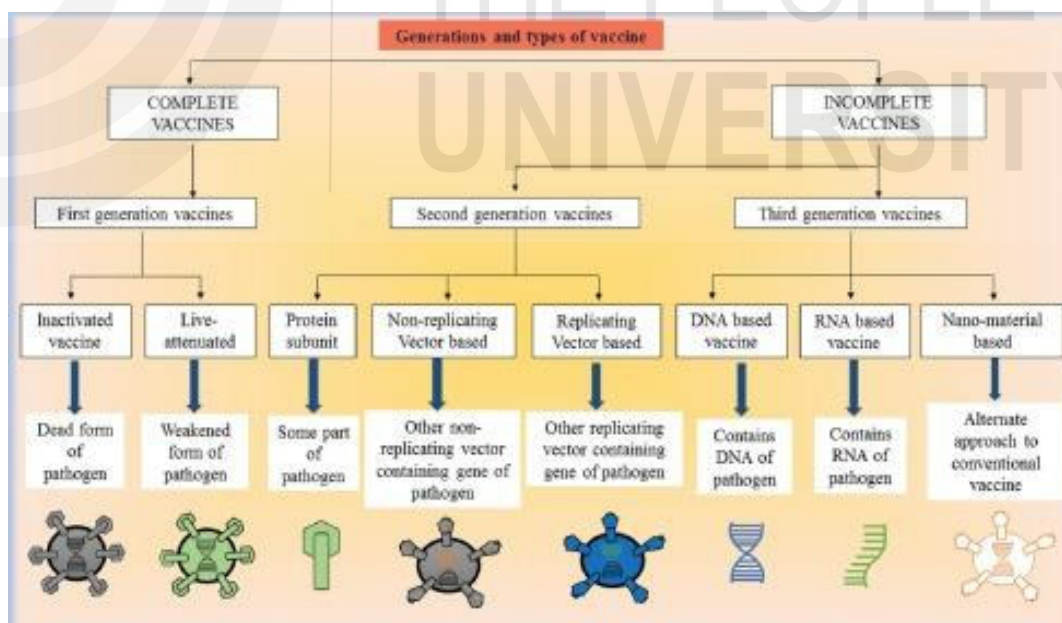 THE PEOPLE
UNIVERSITY
Generations and types of vaccine
COMPLETE
VACCINES
INCOMPLETE
VACCINES
First generation vaccines
Second generation vaccines
Third generation vaccines
Inactivated
vaccine
Live-
attenuated
Protein
subunit
Non-replicating
Vector based
Replicating
Vector based
DNA based
vaccine
RNA based
vaccine
Nano-material
based
Dead form
of
pathogen
Weakened
form of
pathogen
Some part
of
pathogen
Other non-
replicating vector
containing gene of
pathogen
Other replicating
vector containing
gene of pathogen
Contains
DNA of
pathogen
Contains
RNA of
pathogen
Alternate
approach to
conventional
vaccine